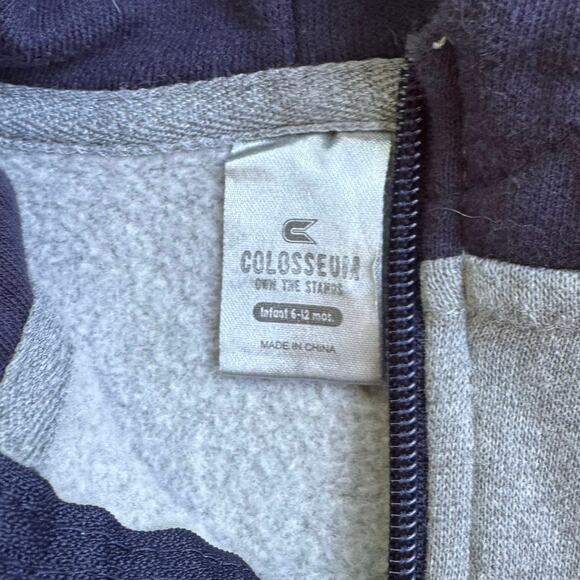 COLOSSEUM
OWN THE STANDS
Infant 6-12 mos.
MADE IN CHINA